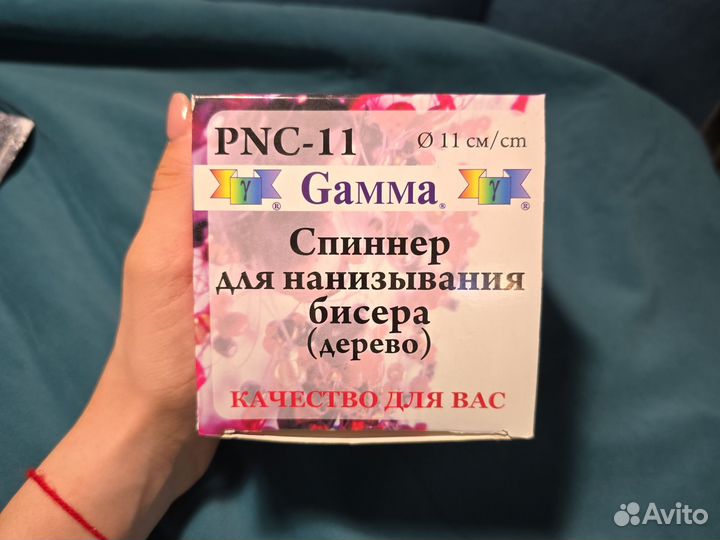 PNC-11 Ø 11 см/cm
γ ® Gamma ® γ ®
Спиннер
для нанизывания
бисера
(дерево)
КАЧЕСТВО ДЛЯ ВАС
Avito